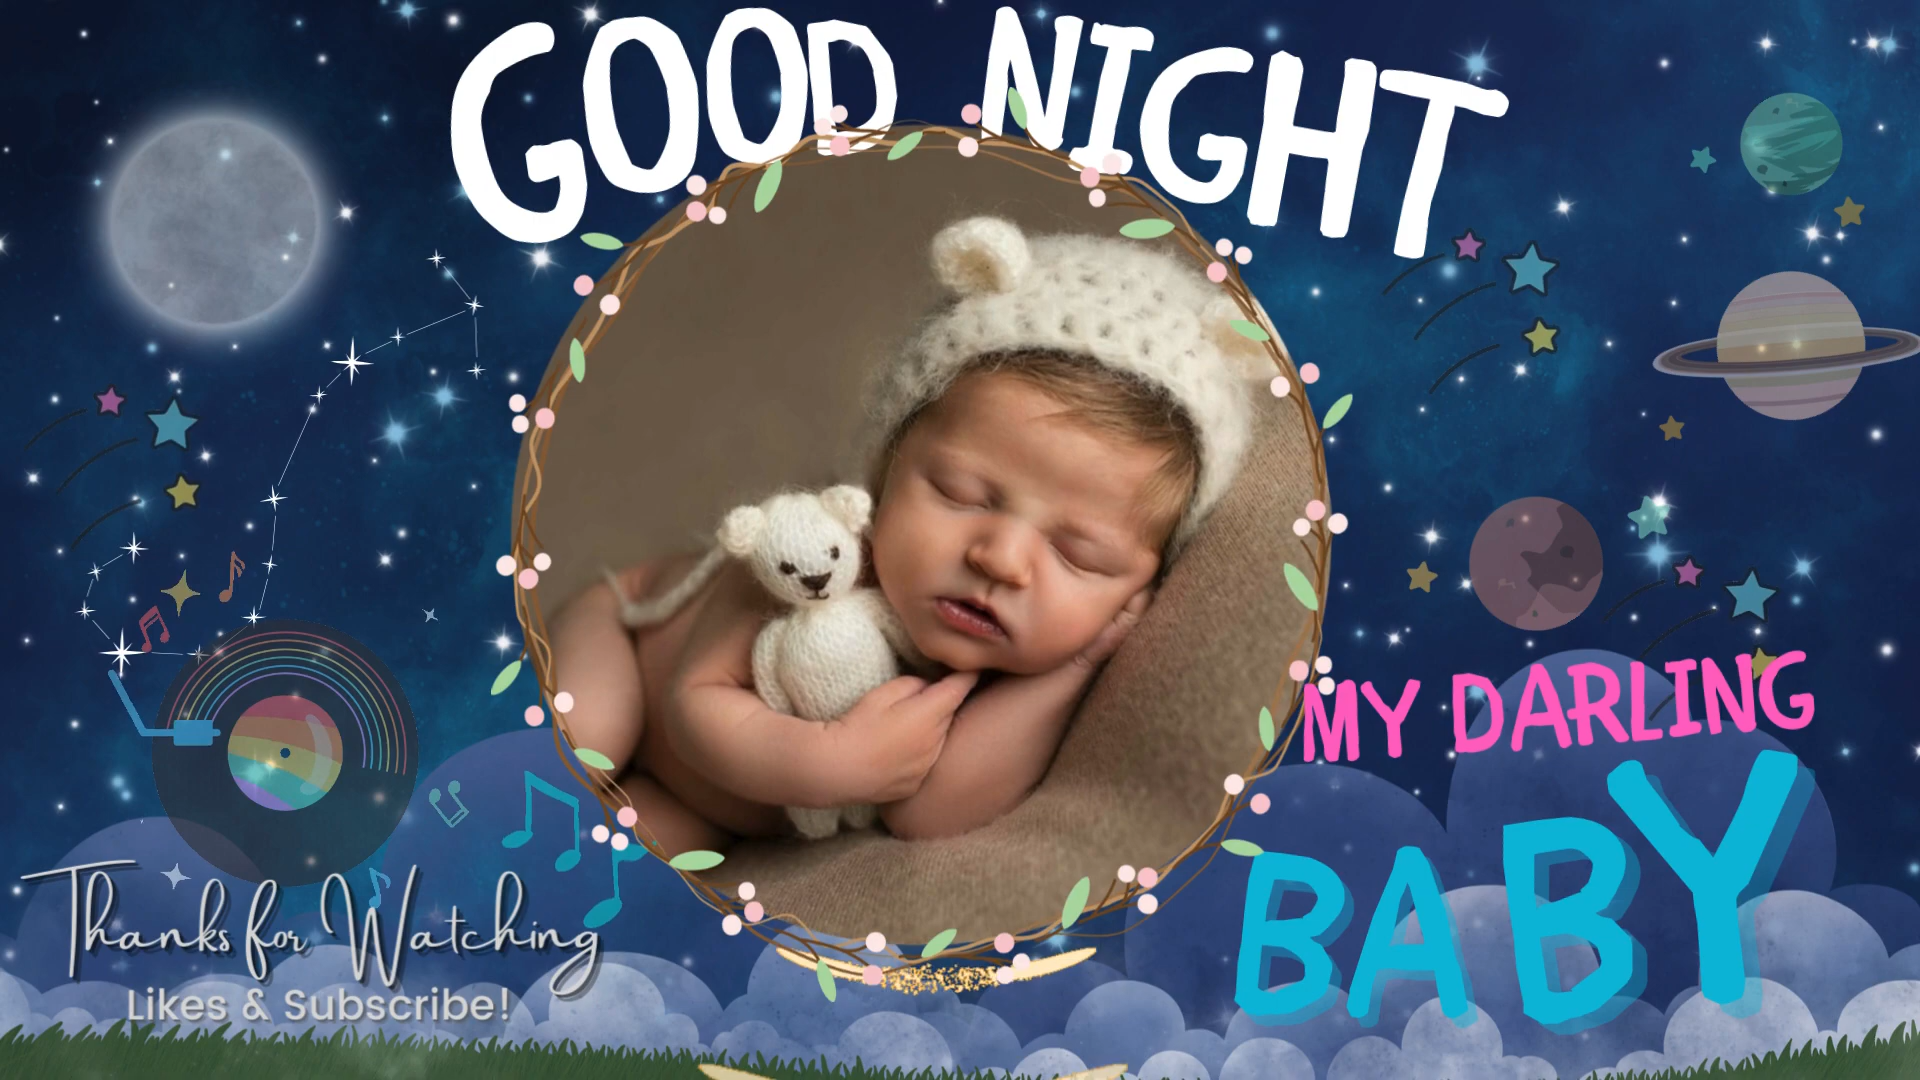 GOOD NIGHT
MY DARLING
BABY
Thanks for Watching
Likes & Subscribe!